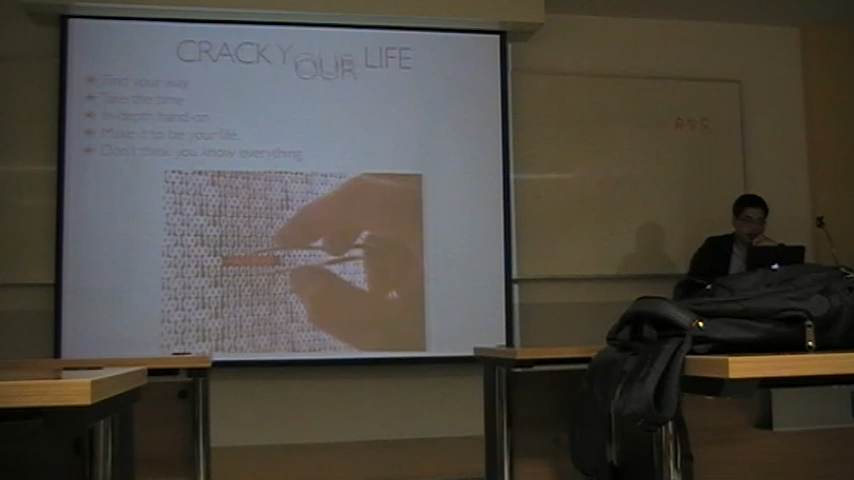 CRACK YOUR LIFE
Find your way
Take the time
In-depth hand-on
Make it to be your life.
Don't think you know everything